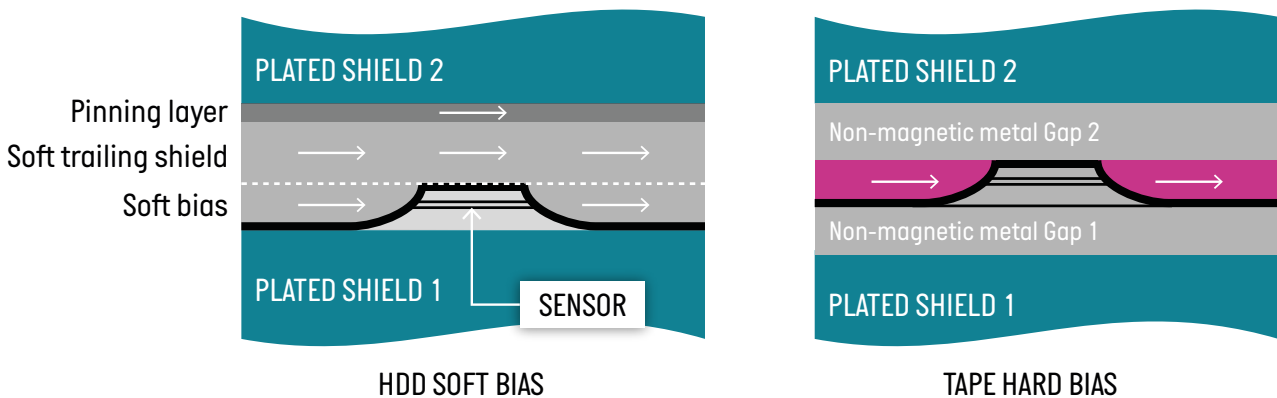 PLATED SHIELD 2
Pinning layer
Soft trailing shield
Soft bias
PLATED SHIELD 1
SENSOR
HDD SOFT BIAS
PLATED SHIELD 2
Non-magnetic metal Gap 2
Non-magnetic metal Gap 1
PLATED SHIELD 1
TAPE HARD BIAS